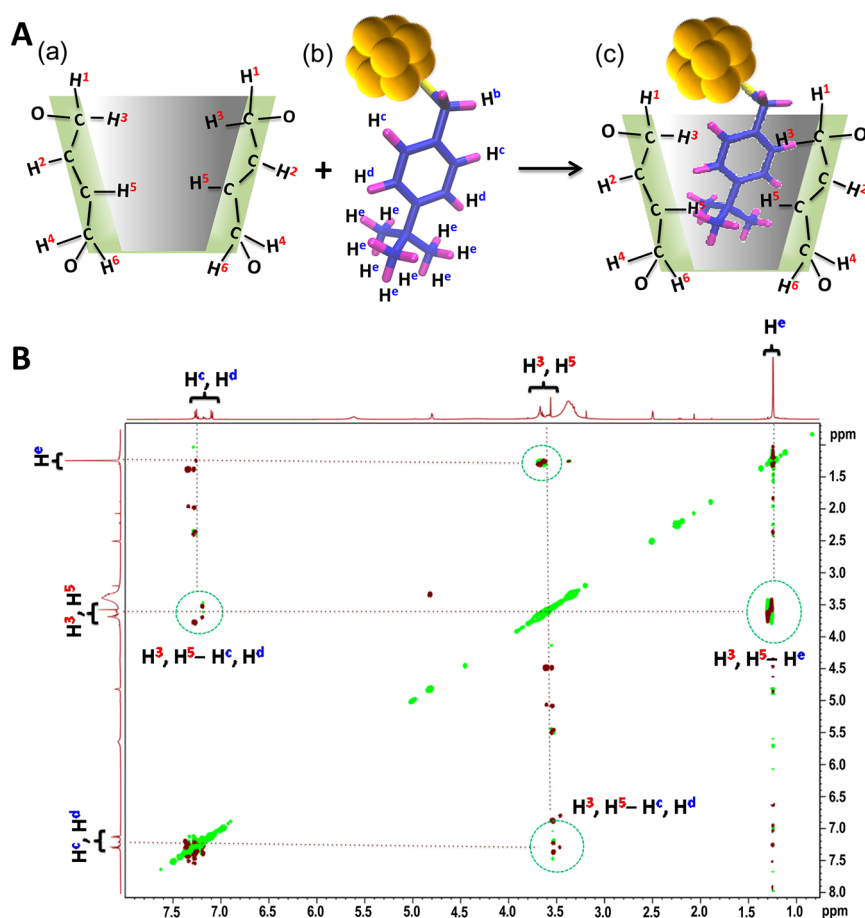 A
(a)
(b)
(c)
H¹
H¹
O
C
H³
H³
C
O
H²
C
C
H²
C
H⁵
H⁵
C
H⁴
C
C
H⁴
O
H⁶
H⁶
O
+
Hᵇ
Hᶜ
Hᶜ
Hᵈ
Hᵈ
Hᵉ
Hᵉ
Hᵉ
Hᵉ
Hᵉ
Hᵉ
Hᵉ
Hᵉ
Hᵉ
H¹
H¹
O
C
H³
H³
C
O
H²
C
C
H²
C
H⁵
H⁵
C
H⁴
C
C
H⁴
O
H⁶
H⁶
O
B
Hᶜ, Hᵈ
H³, H⁵
Hᵉ
Hᵉ
H³, H⁵
Hᶜ, Hᵈ
H³, H⁵– Hᶜ, Hᵈ
H³, H⁵– Hᵉ
H³, H⁵– Hᶜ, Hᵈ
ppm
1.5
2.0
2.5
3.0
3.5
4.0
4.5
5.0
5.5
6.0
6.5
7.0
7.5
8.0
7.5 7.0 6.5 6.0 5.5 5.0 4.5 4.0 3.5 3.0 2.5 2.0 1.5 1.0 ppm